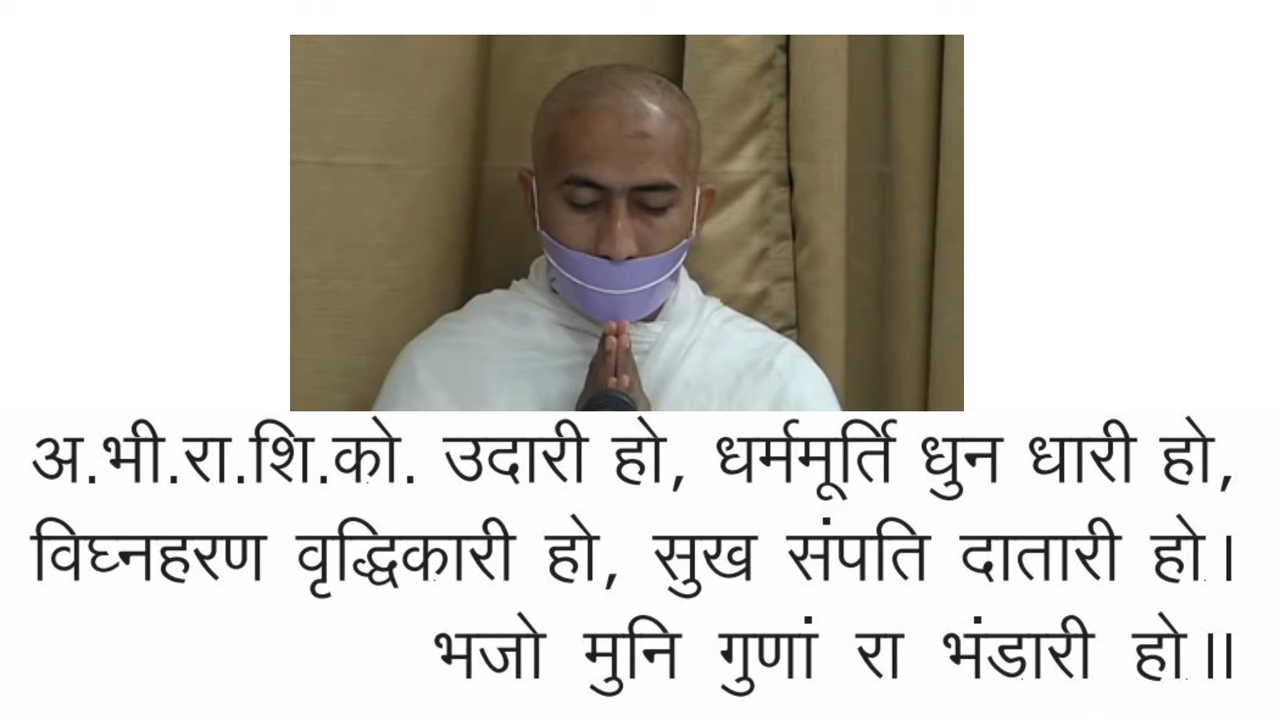 अ.भी.रा.शि.को. उदारी हो, धर्ममूर्ति धुन धारी हो,
विघ्नहरण वृद्धिकारी हो, सुख संपति दातारी हो।
भजो मुनि गुणां रा भंडारी हो॥